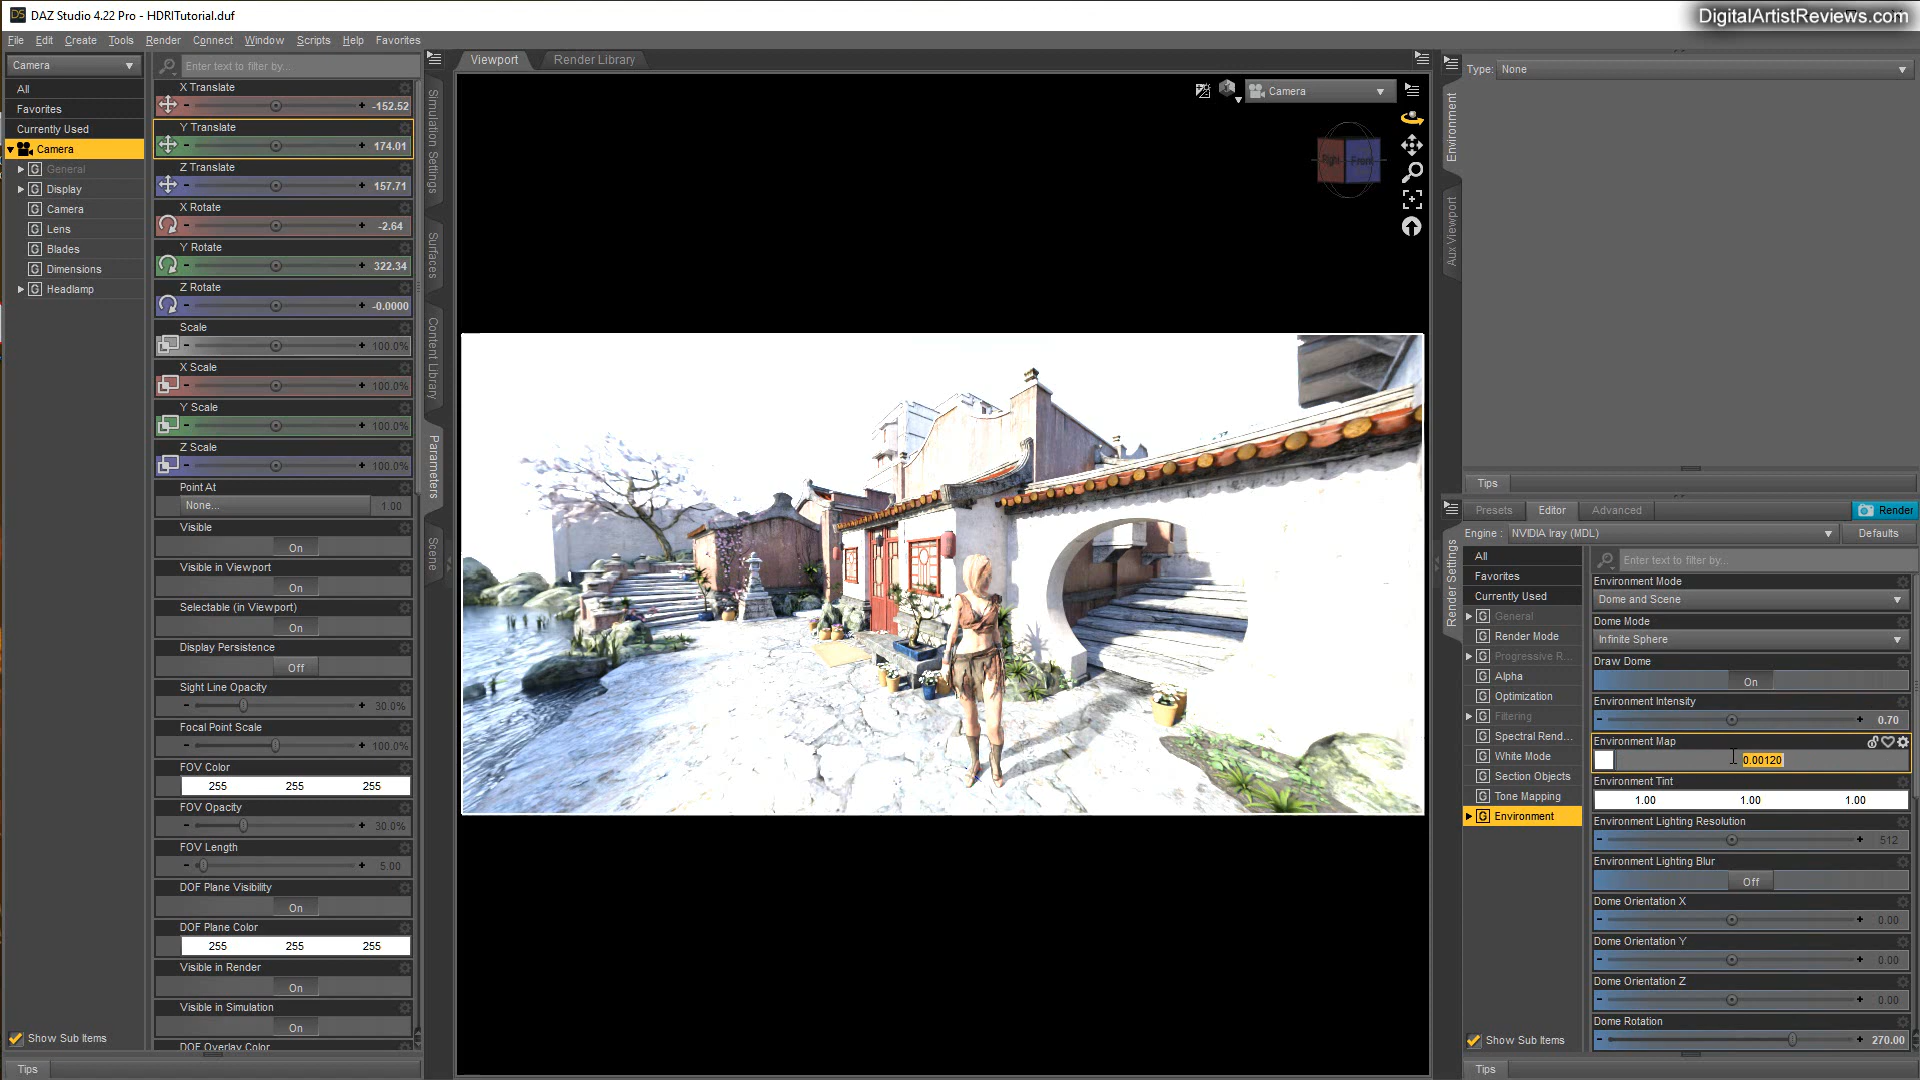 DAZ Studio 4.22 Pro - HDRITutorial.duf
DigitalArtistReviews.com
File Edit Create Tools Render Connect Window Scripts Help Favorites
Camera
All
Favorites
Currently Used
Camera
General
Display
Camera
Lens
Blades
Dimensions
Headlamp
Show Sub Items
Tips
Enter text to filter by...
X Translate
-152.52
Y Translate
174.01
Z Translate
157.71
X Rotate
-2.64
Y Rotate
322.34
Z Rotate
-0.0000
Scale
100.0%
X Scale
100.0%
Y Scale
100.0%
Z Scale
100.0%
Point At
None... 1.00
Visible
On
Visible in Viewport
On
Selectable (in Viewport)
On
Display Persistence
Off
Sight Line Opacity
30.0%
Focal Point Scale
100.0%
FOV Color
255 255 255
FOV Opacity
30.0%
FOV Length
5.00
DOF Plane Visibility
On
DOF Plane Color
255 255 255
Visible in Render
On
Visible in Simulation
On
DOF Overlay Color
Simulation Settings
Surfaces
Content Library
Parameters
Scene
Viewport Render Library
Camera
Right Front
Environment
Aux Viewport
Type: None
Tips
Render Settings
Presets Editor Advanced Render
Engine : NVIDIA Iray (MDL) Defaults
All
Favorites
Currently Used
General
Render Mode
Progressive R...
Alpha
Optimization
Filtering
Spectral Rend...
White Mode
Section Objects
Tone Mapping
Environment
Show Sub Items
Tips
Enter text to filter by...
Environment Mode
Dome and Scene
Dome Mode
Infinite Sphere
Draw Dome
On
Environment Intensity
0.70
Environment Map
0.00120
Environment Tint
1.00 1.00 1.00
Environment Lighting Resolution
512
Environment Lighting Blur
Off
Dome Orientation X
0.00
Dome Orientation Y
0.00
Dome Orientation Z
0.00
Dome Rotation
270.00